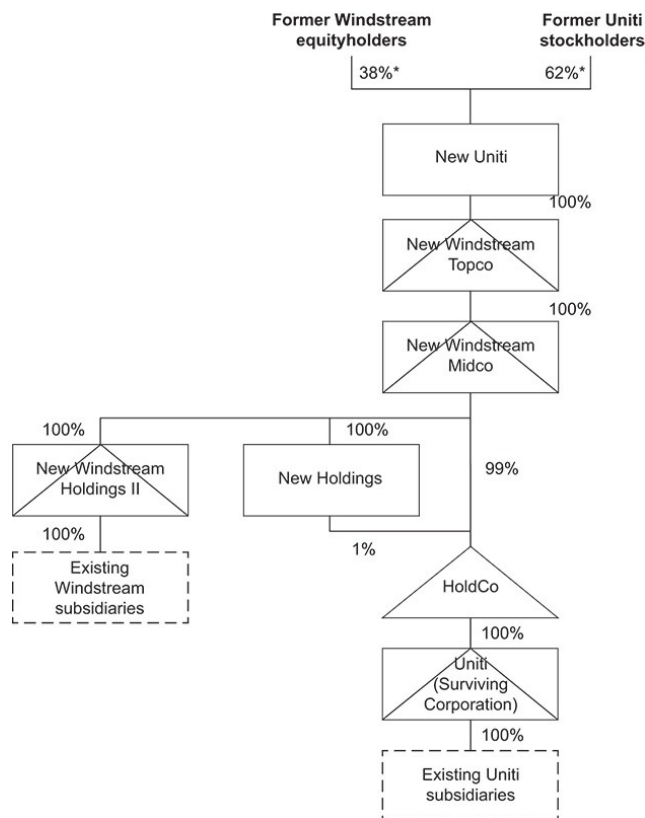 Former Windstream
equityholders
Former Uniti
stockholders
38%*
62%*
New Uniti
100%
New Windstream
Topco
100%
New Windstream
Midco
100%
100%
New Windstream
Holdings II
New Holdings
99%
100%
1%
Existing
Windstream
subsidiaries
HoldCo
100%
Uniti
(Surviving
Corporation)
100%
Existing Uniti
subsidiaries